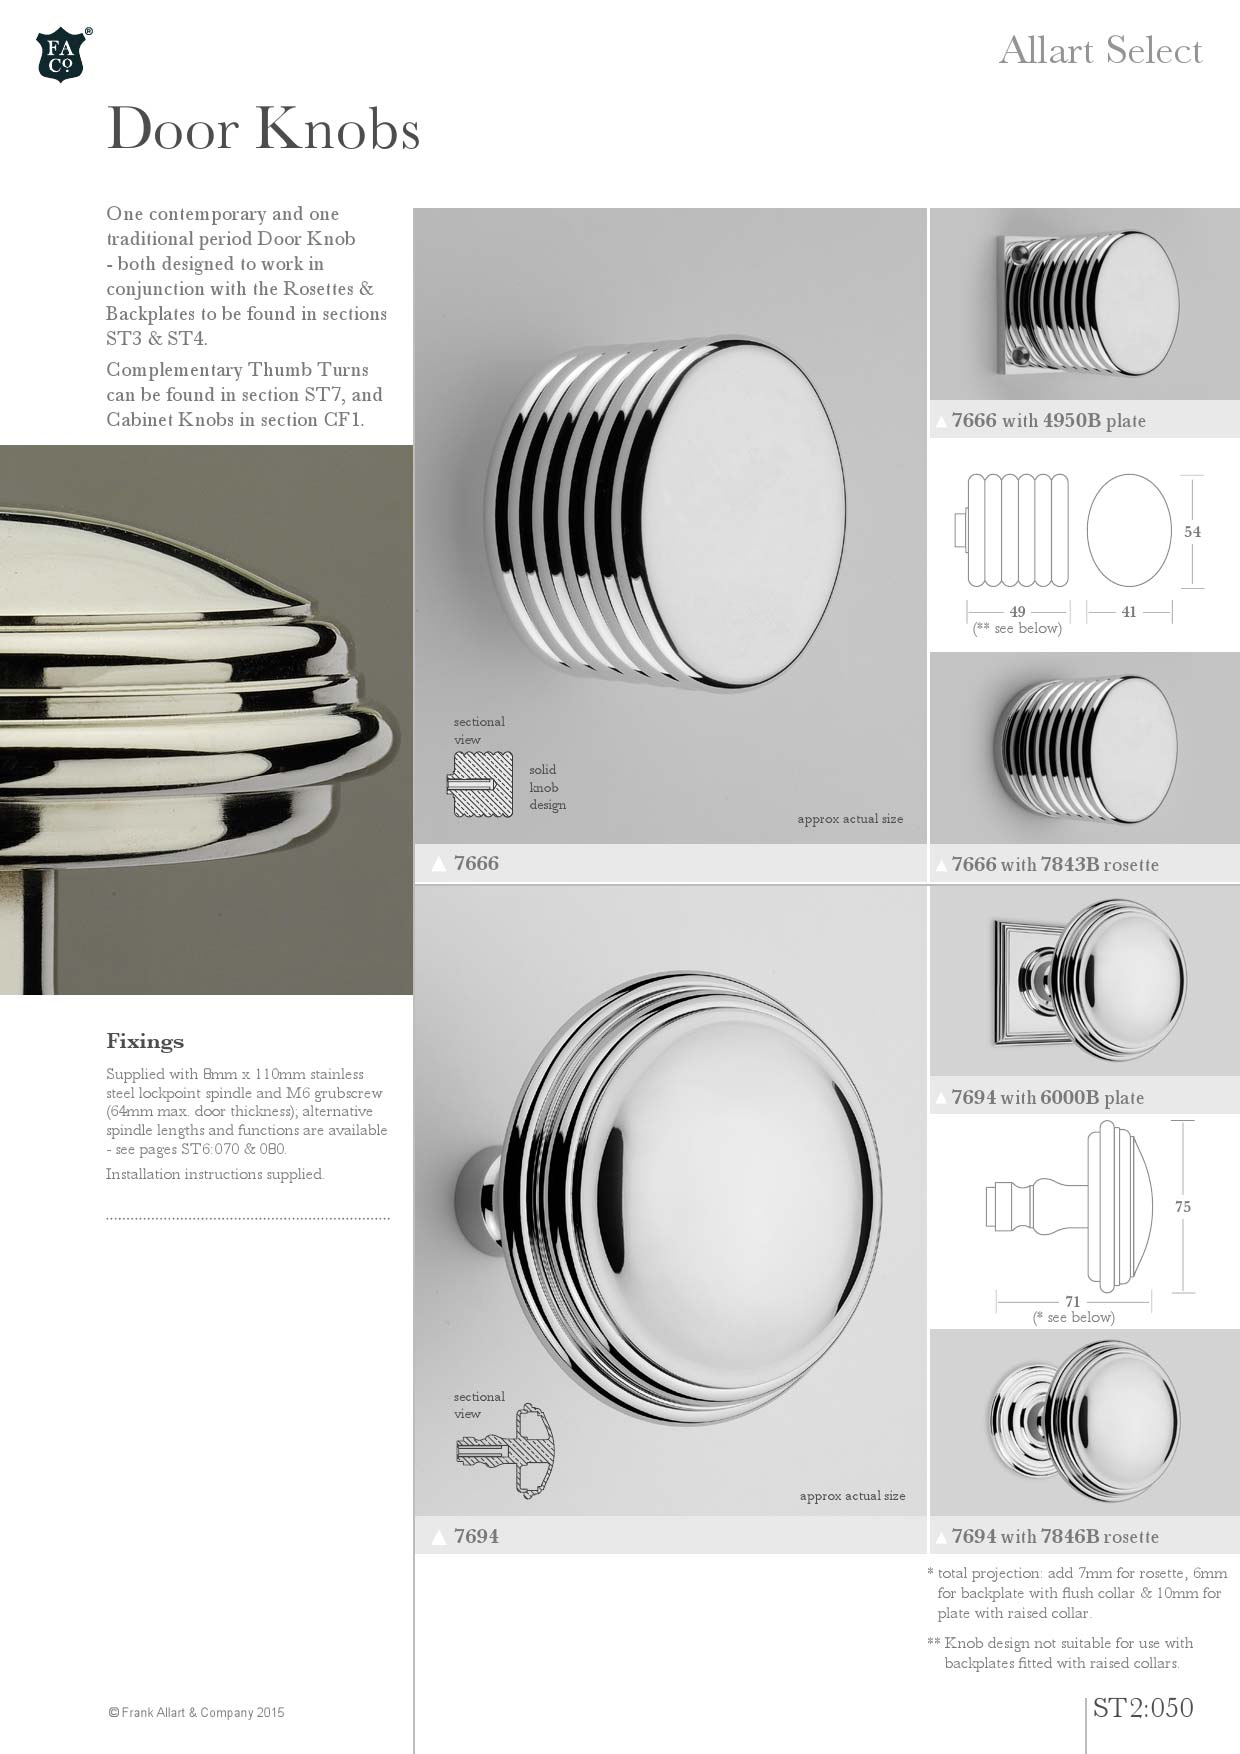 FA
Co.
®
Allart Select
Door Knobs
One contemporary and one
traditional period Door Knob
- both designed to work in
conjunction with the Rosettes &
Backplates to be found in sections
ST3 & ST4.
Complementary Thumb Turns
can be found in section ST7, and
Cabinet Knobs in section CF1.
Fixings
Supplied with 8mm x 110mm stainless
steel lockpoint spindle and M6 grubscrew
(64mm max. door thickness); alternative
spindle lengths and functions are available
- see pages ST6:070 & 080.
Installation instructions supplied.
sectional
view
solid
knob
design
approx actual size
7666
7666 with 4950B plate
54
49
41
(** see below)
7666 with 7843B rosette
sectional
view
approx actual size
7694
7694 with 6000B plate
75
71
(* see below)
7694 with 7846B rosette
* total projection: add 7mm for rosette, 6mm
for backplate with flush collar & 10mm for
plate with raised collar.
** Knob design not suitable for use with
backplates fitted with raised collars.
© Frank Allart & Company 2015
ST2:050